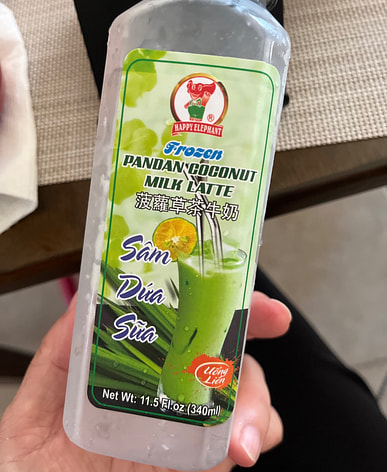 HAPPY ELEPHANT
Frozen
PANDAN COCONUT
MILK LATTE
菠蘿草茶牛奶
Sâm
Dứa
Sữa
Uống
Liền
Net Wt: 11.5 Fl.oz (340ml)